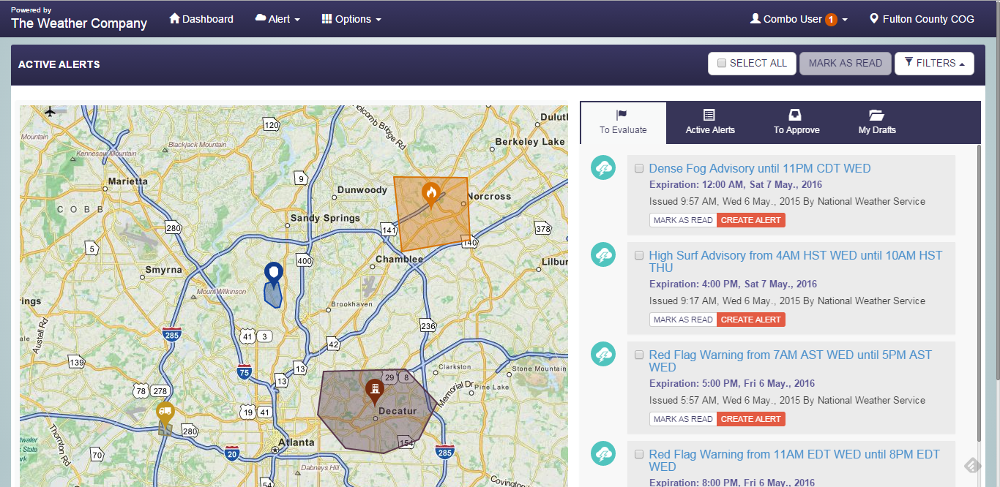 Powered by
The Weather Company
Dashboard
Alert
Options
Combo User 1
Fulton County COG
ACTIVE ALERTS
SELECT ALL
MARK AS READ
FILTERS
To Evaluate
Active Alerts
To Approve
My Drafts
Dense Fog Advisory until 11PM CDT WED
Expiration: 12:00 AM, Sat 7 May., 2016
Issued 9:57 AM, Wed 6 May., 2015 By National Weather Service
MARK AS READ CREATE ALERT
High Surf Advisory from 4AM HST WED until 10AM HST
THU
Expiration: 4:00 PM, Sat 7 May., 2016
Issued 9:17 AM, Wed 6 May., 2015 By National Weather Service
MARK AS READ CREATE ALERT
Red Flag Warning from 7AM AST WED until 5PM AST
WED
Expiration: 5:00 PM, Fri 6 May., 2016
Issued 5:57 AM, Wed 6 May., 2015 By National Weather Service
MARK AS READ CREATE ALERT
Red Flag Warning from 11AM EDT WED until 8PM EDT
WED
Expiration: 8:00 PM, Fri 6 May., 2016
olcomb Bridge Rd
Dulut
120
Mountain
Berkeley Lake
Blackjack Mountain
Kennesaw Mountain
9
Marietta
Dunwoody
Norcross
COBB
Sandy Springs
280
141
378
140
5
400
Chamblee
Lilbur
Smyrna
Mount Wilkinson
rings
Brookhaven
Austell Rd
236
285
41
3
ale
42
139
Clarkston
Stone Mountain
75
13
13
29
8
Memorial Dr
Pine Lake
78
278
Decatur
19
41
280
twater
State
rk
Thornton Rd
Atlanta
154
285
70
20
Dabneys Hill
54
Covington